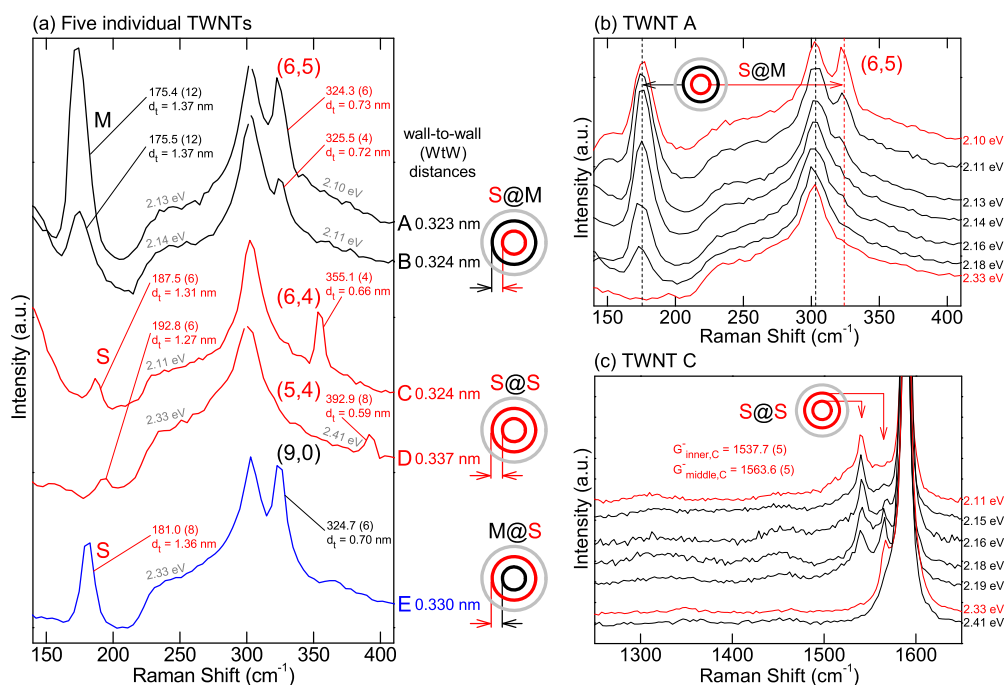 (a) Five individual TWNTs
(6,5)
175.4 (12)
dt = 1.37 nm
M
175.5 (12)
dt = 1.37 nm
324.3 (6)
dt = 0.73 nm
325.5 (4)
dt = 0.72 nm
wall-to-wall
(WtW)
distances
2.13 eV
2.10 eV
2.14 eV
2.11 eV
A 0.323 nm
B 0.324 nm
S@M
187.5 (6)
dt = 1.31 nm
(6,4)
355.1 (4)
dt = 0.66 nm
192.8 (6)
dt = 1.27 nm
S
2.11 eV
C 0.324 nm
(5,4)
392.9 (8)
dt = 0.59 nm
2.33 eV
2.41 eV
D 0.337 nm
S@S
(9,0)
181.0 (8)
dt = 1.36 nm
S
324.7 (6)
dt = 0.70 nm
2.33 eV
E 0.330 nm
M@S
Intensity (a.u.)
150 200 250 300 350 400
Raman Shift (cm-1)
(b) TWNT A
S@M
(6,5)
2.10 eV
2.11 eV
2.13 eV
2.14 eV
2.16 eV
2.18 eV
2.33 eV
Intensity (a.u.)
150 200 250 300 350 400
Raman Shift (cm-1)
(c) TWNT C
S@S
G-inner,C = 1537.7 (5)
G-middle,C = 1563.6 (5)
2.11 eV
2.15 eV
2.16 eV
2.18 eV
2.19 eV
2.33 eV
2.41 eV
Intensity (a.u.)
1300 1400 1500 1600
Raman Shift (cm-1)